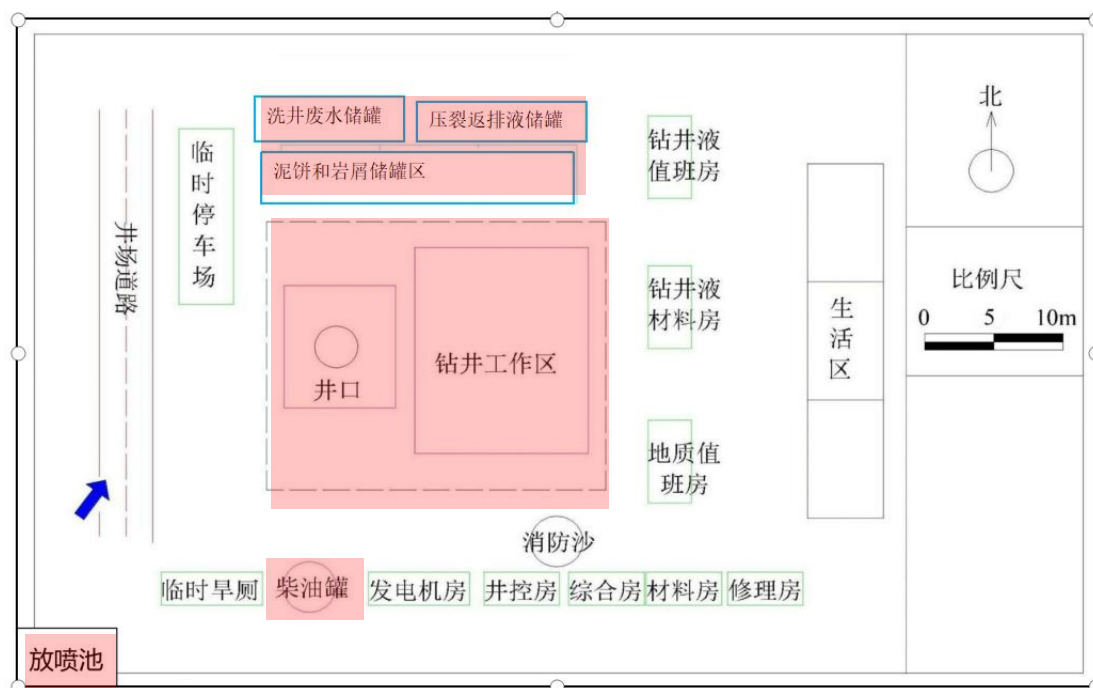 洗井废水储罐
压裂返排液储罐
泥饼和岩屑储罐区
临时停车场
井场道路
井口
钻井工作区
钻井液
值班房
钻井液
材料房
地质值
班房
生活区
北
比例尺
0 5 10m
消防沙
临时旱厕
柴油罐
发电机房
井控房
综合房
材料房
修理房
放喷池